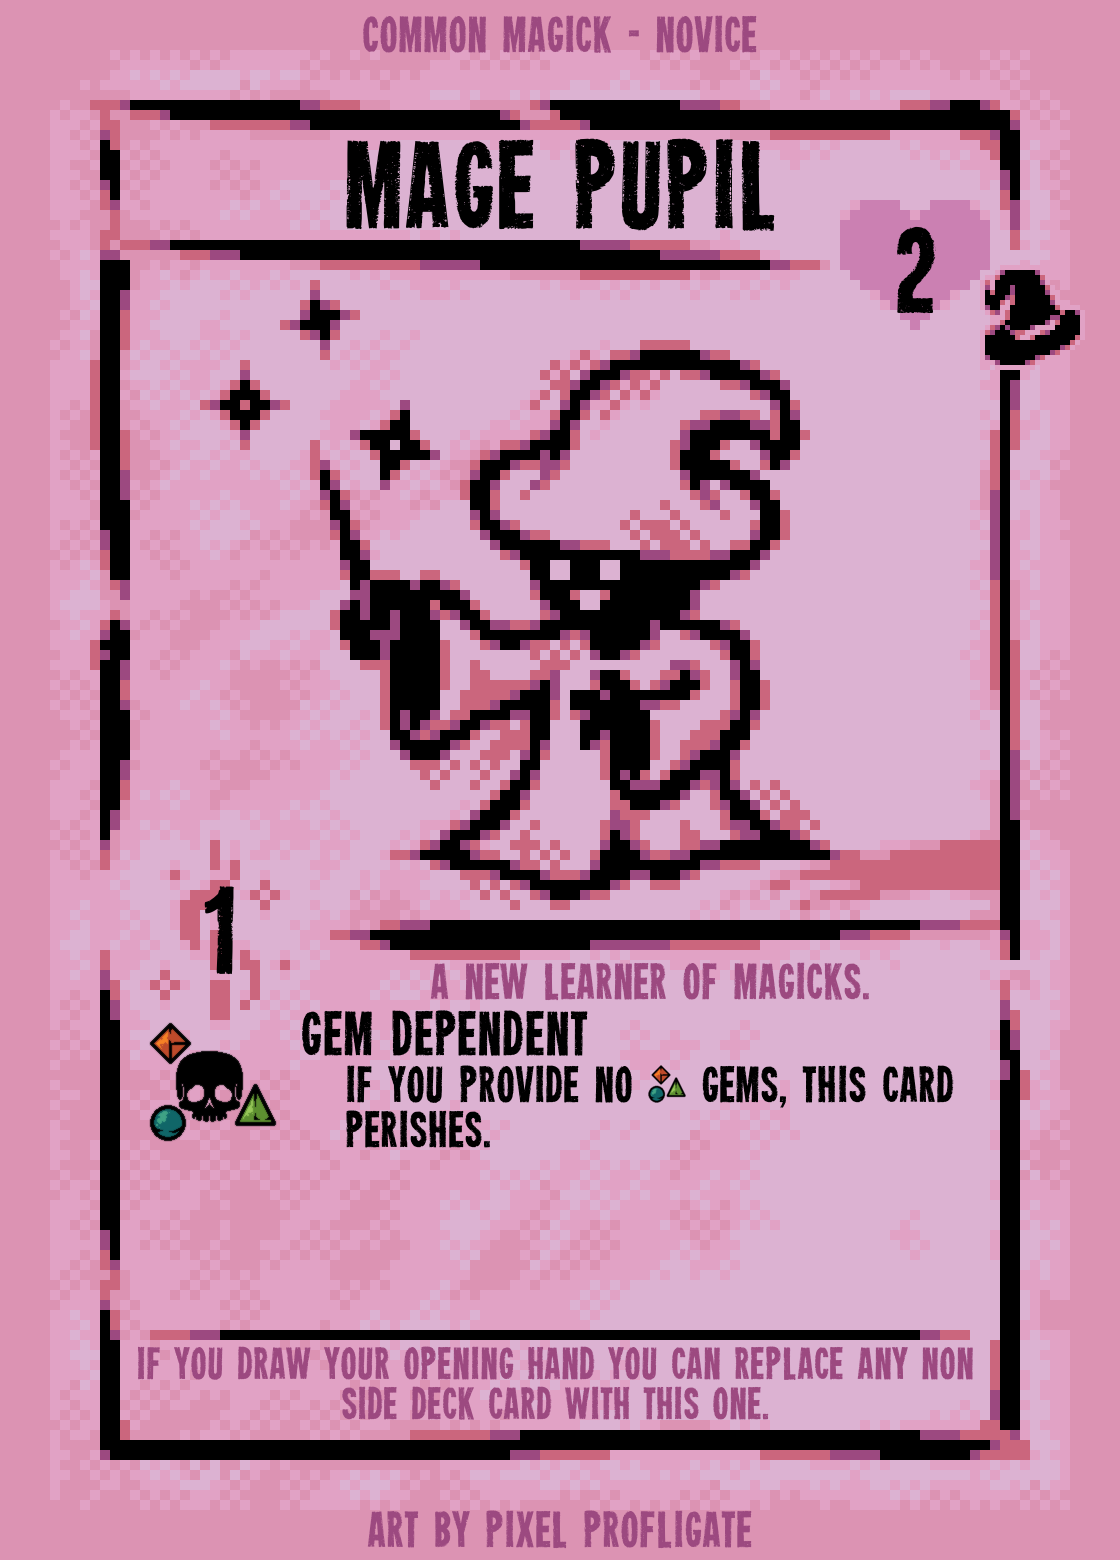 COMMON MAGICK - NOVICE
MAGE PUPIL
2
1
A NEW LEARNER OF MAGICKS.
GEM DEPENDENT
IF YOU PROVIDE NO GEMS, THIS CARD
PERISHES.
IF YOU DRAW YOUR OPENING HAND YOU CAN REPLACE ANY NON
SIDE DECK CARD WITH THIS ONE.
ART BY PIXEL PROFLIGATE